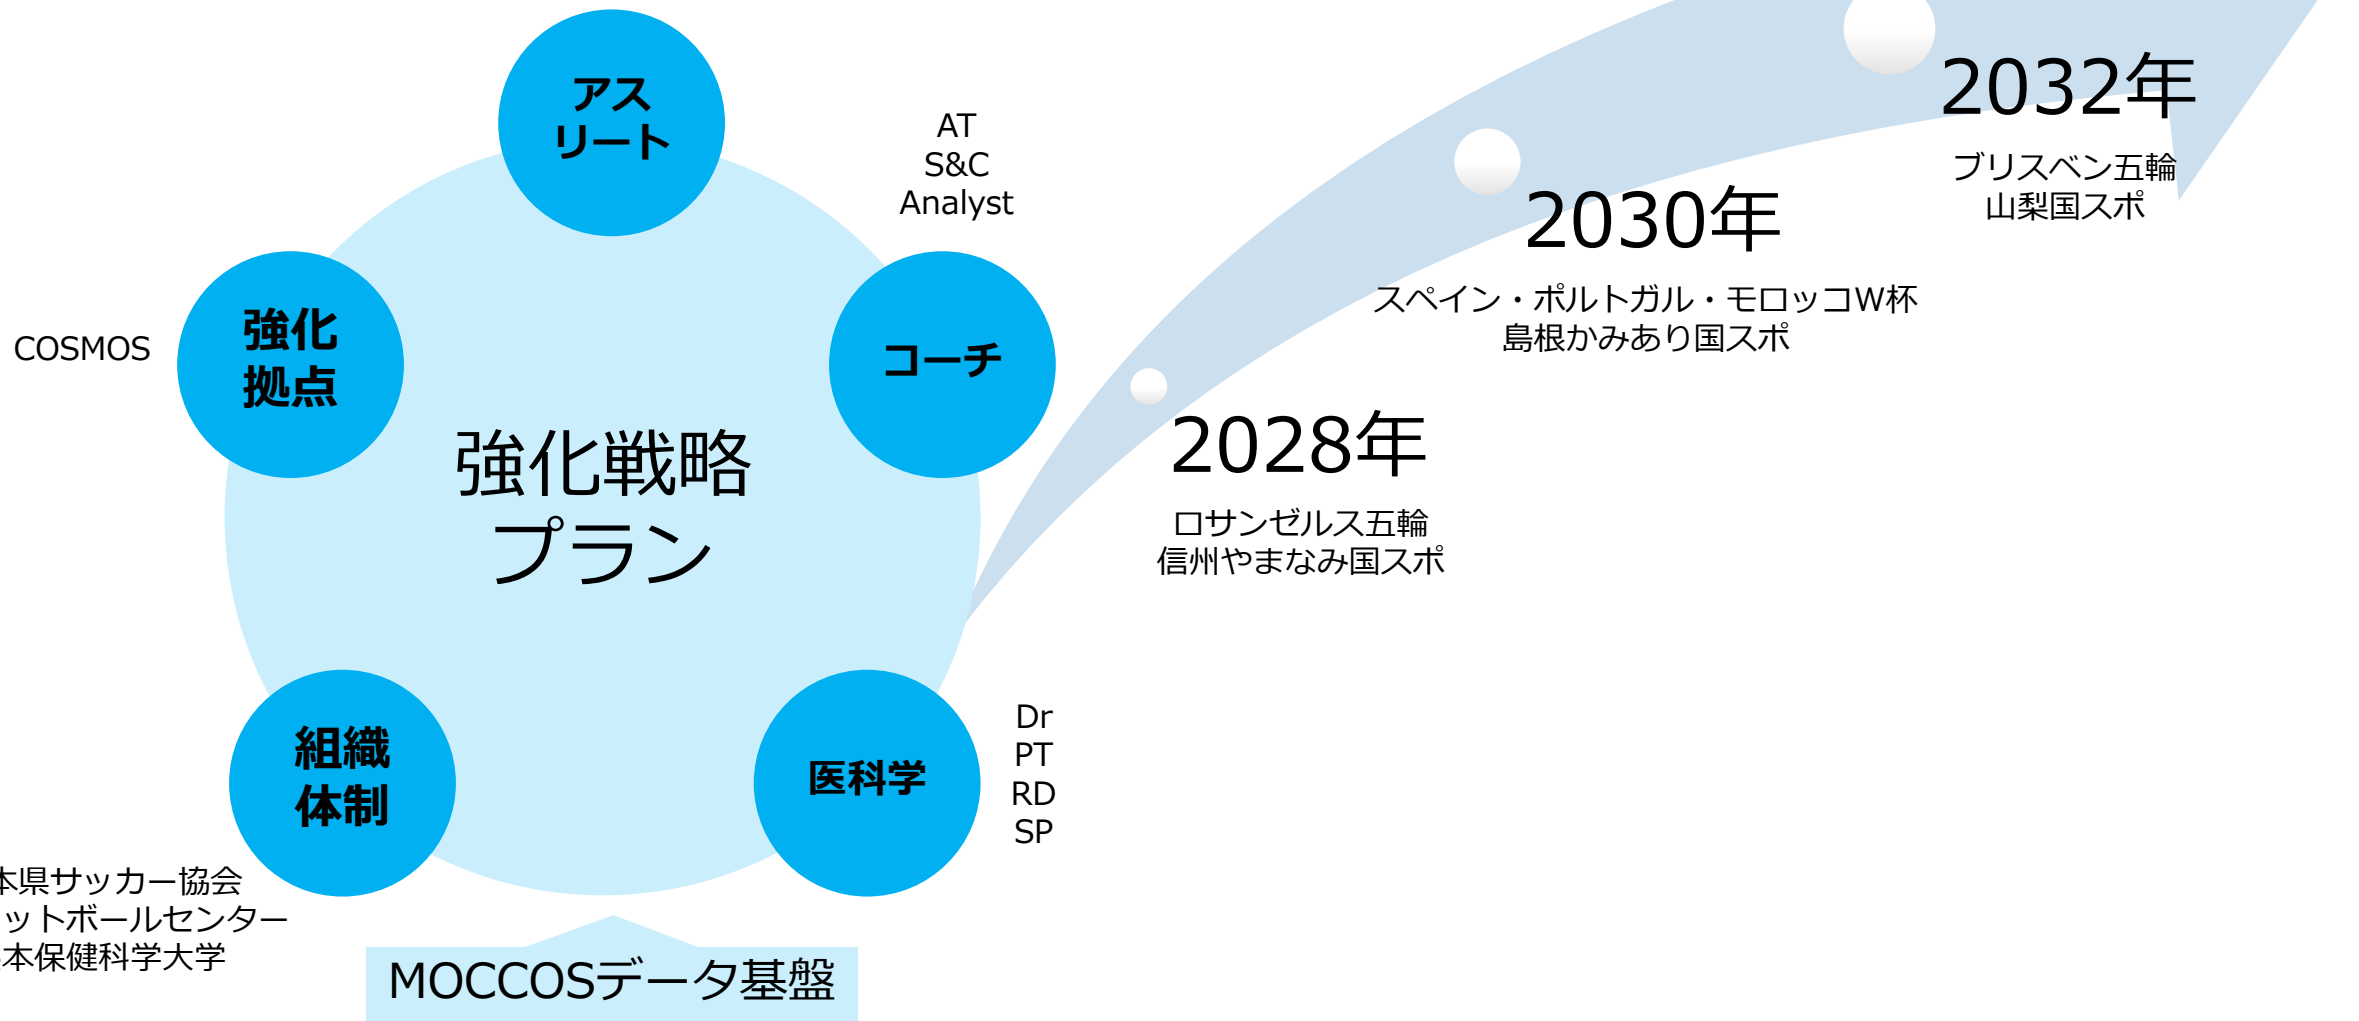 アス
リート
AT
S&C
Analyst
強化
拠点
COSMOS
コーチ
強化戦略
プラン
組織
体制
医科学
Dr
PT
RD
SP
本県サッカー協会
ットボールセンター
本保健科学大学
MOCCOSデータ基盤
2028年
ロサンゼルス五輪
信州やまなみ国スポ
2030年
スペイン・ポルトガル・モロッコW杯
島根かみあり国スポ
2032年
ブリスベン五輪
山梨国スポ